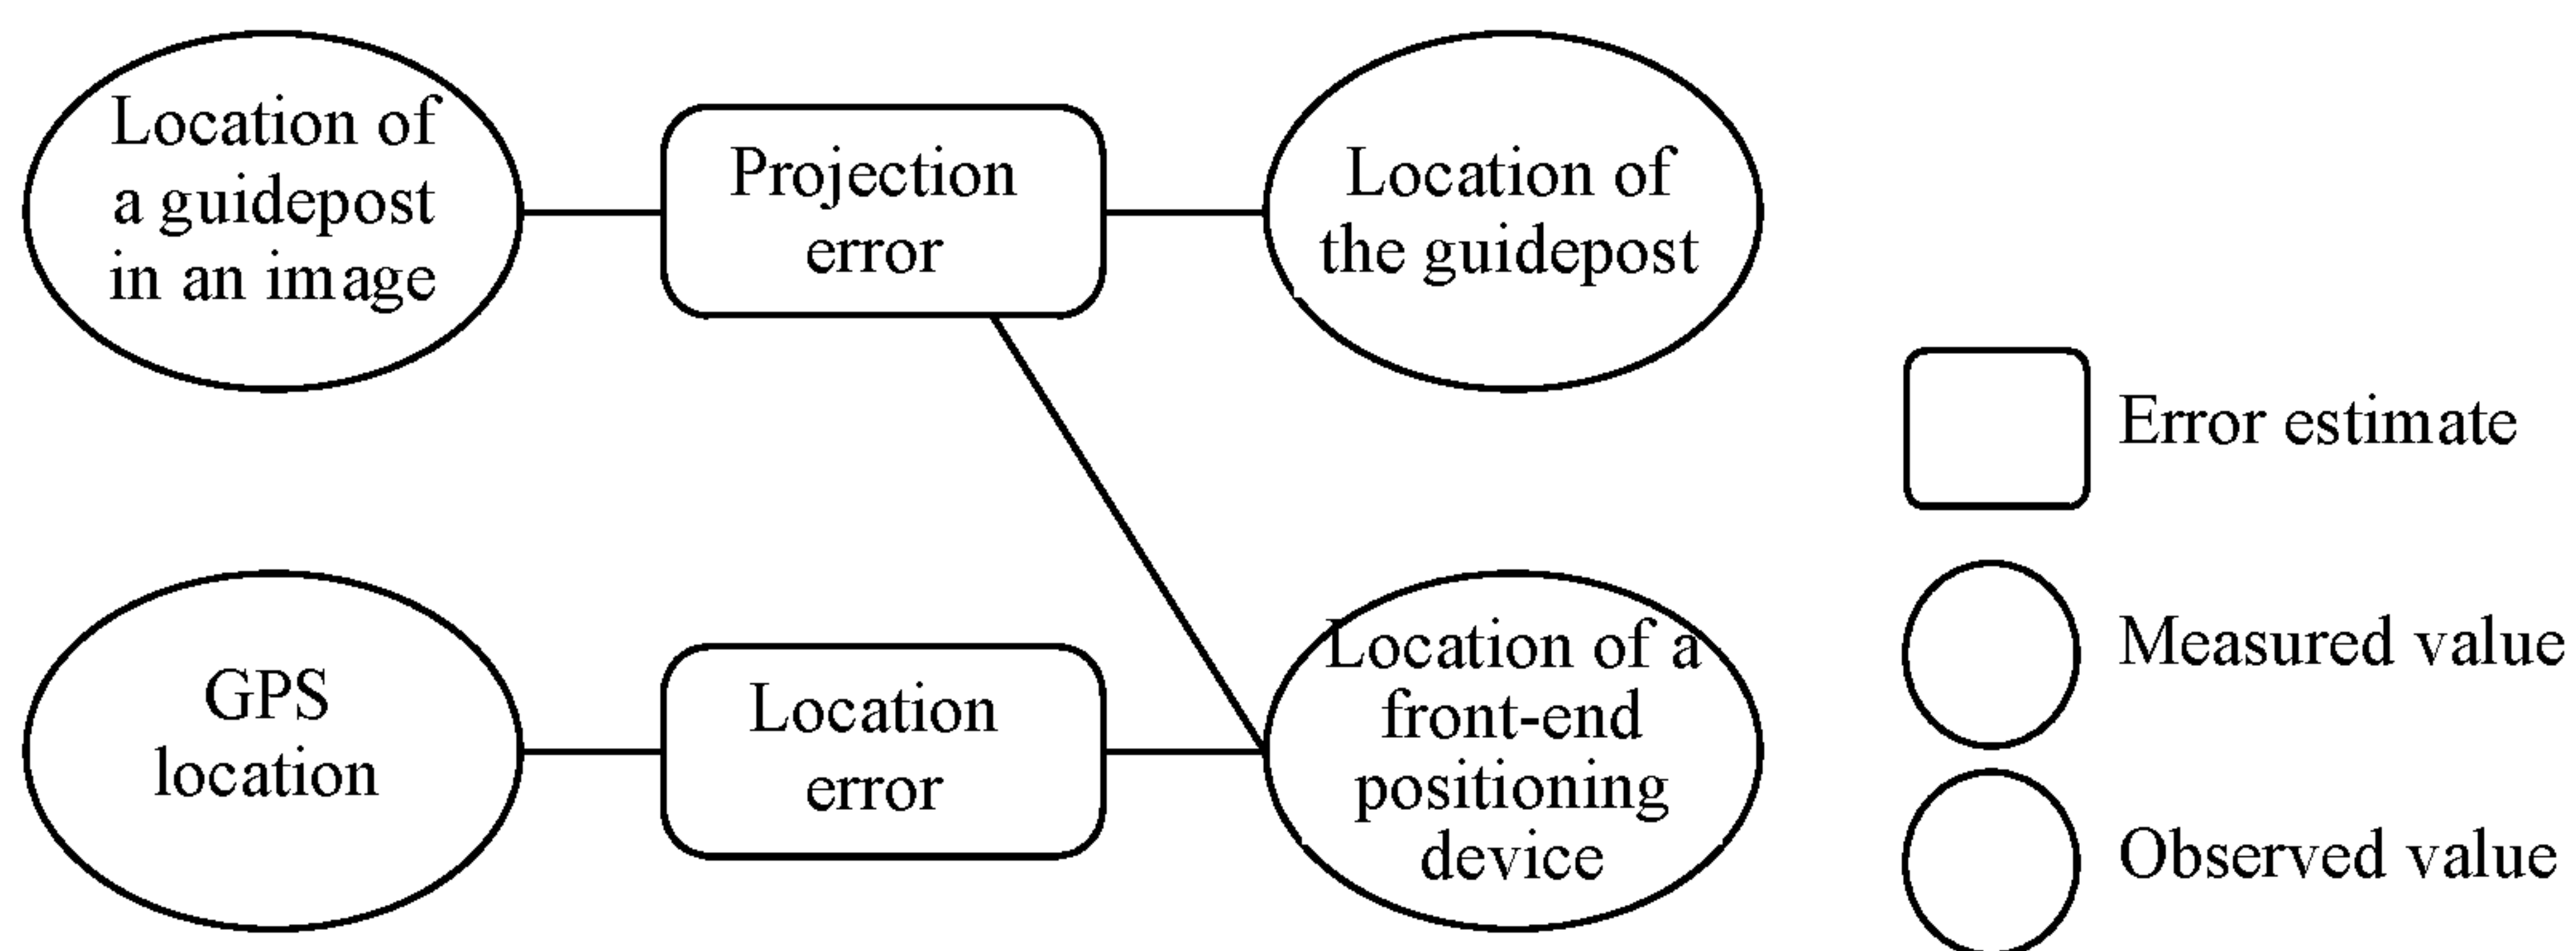 Location of
a guidepost
in an image
Projection
error
Location of
the guidepost
GPS
location
Location
error
Location of a
front-end
positioning
device
Error estimate
Measured value
Observed value